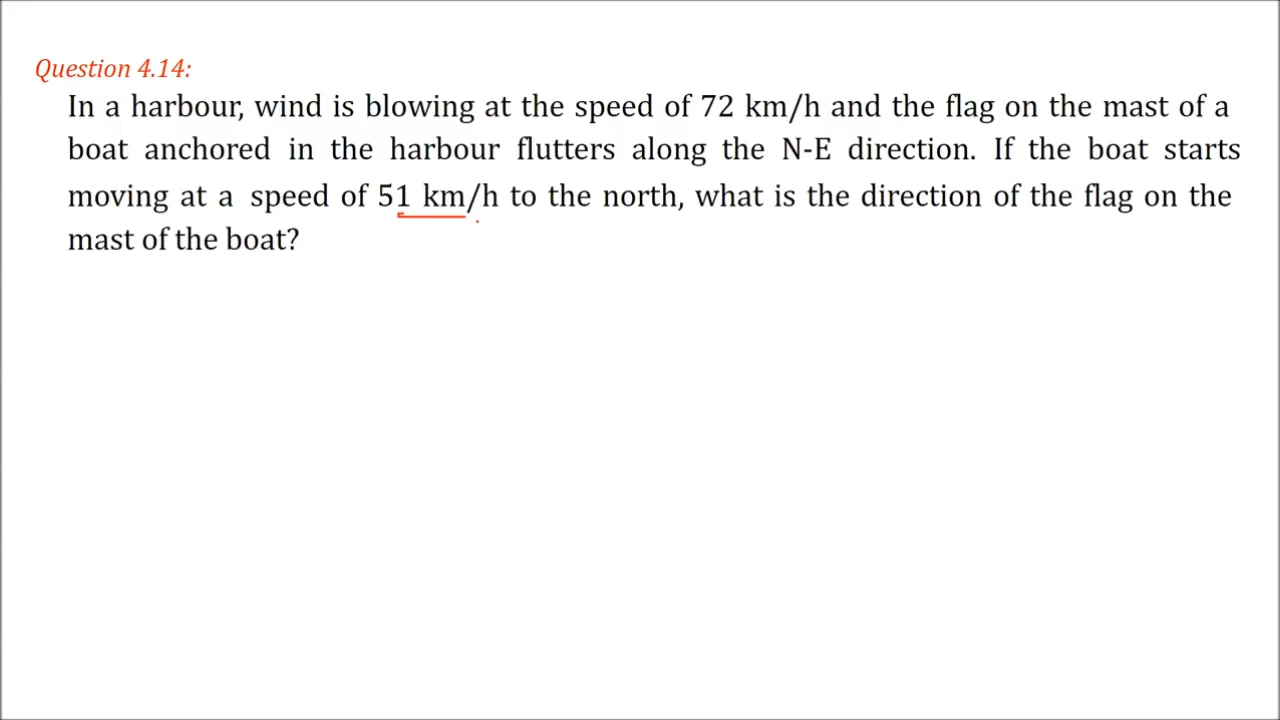 Question 4.14:
In a harbour, wind is blowing at the speed of 72 km/h and the flag on the mast of a
boat anchored in the harbour flutters along the N-E direction. If the boat starts
moving at a speed of 51 km/h to the north, what is the direction of the flag on the
mast of the boat?